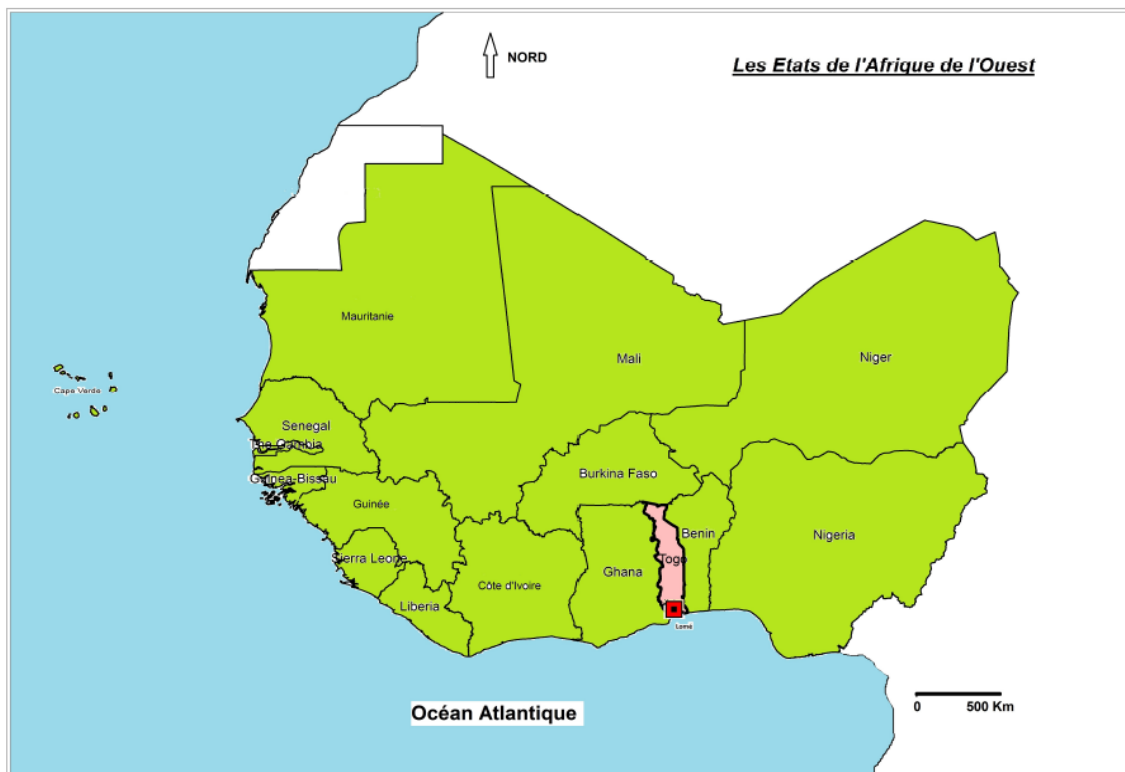 NORD
Les Etats de l'Afrique de l'Ouest
Mauritanie
Mali
Niger
Cape Verde
Senegal
The Gambia
Guinea-Bissau
Burkina Faso
Guinée
Benin
Nigeria
Sierra Leone
Togo
Ghana
Côte d'Ivoire
Liberia
Lomé
Océan Atlantique
0 500 Km